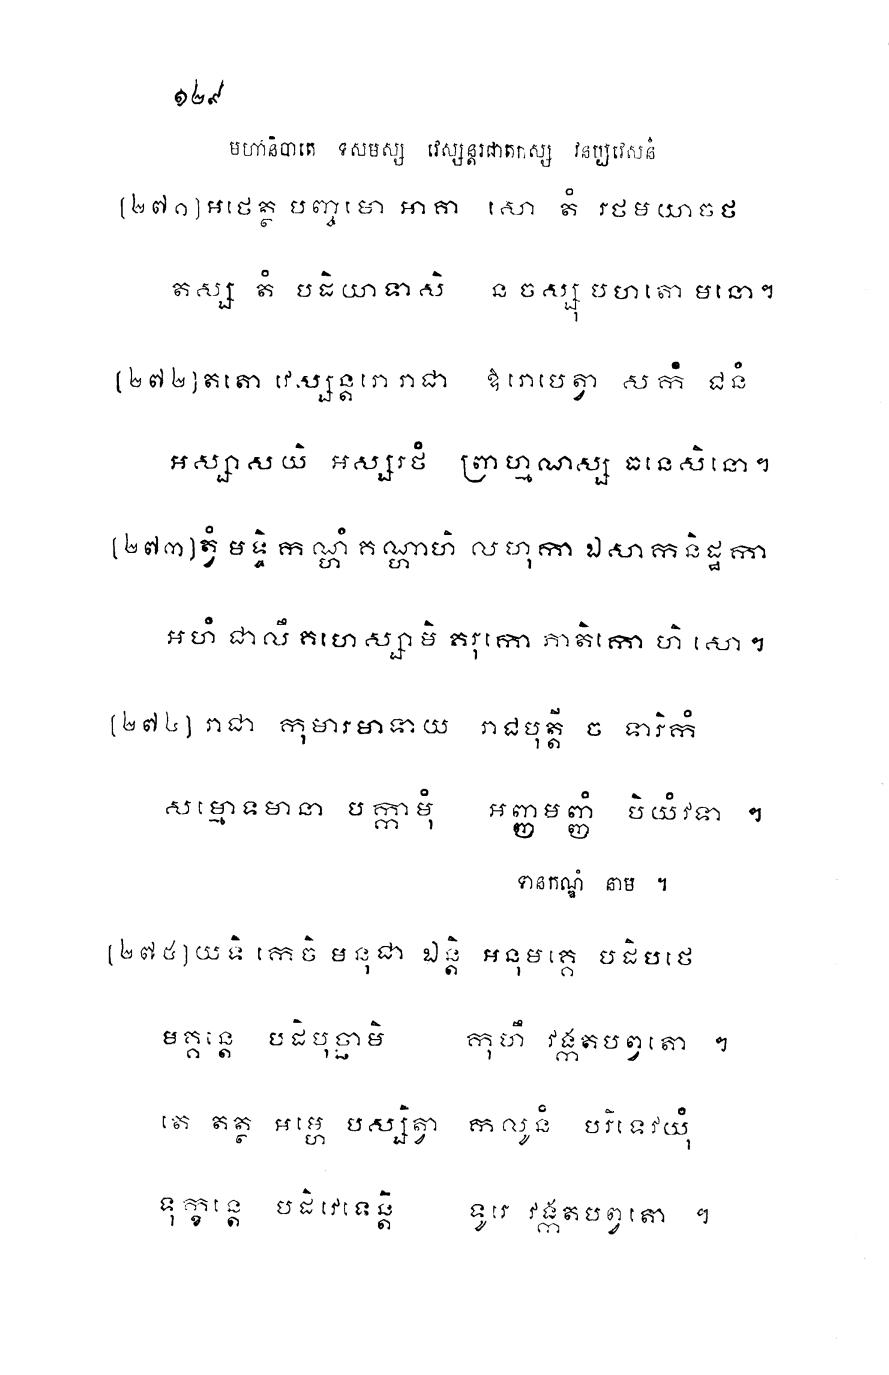 ១២៩
មហានិបាតេ ទសមស្ស វេស្សន្តរជាតកស្ស វនប្បវេសនំ
(២៧១) អថេត្ថ បញ្ចមោ អាគា សោ តំ រថមយាចថ
តស្ស តំ បដិយាទាសិ ន ចស្សុបហតោ មនោ។
(២៧២) តតោ វេស្សន្តរោ រាជា ឱរោបេត្វា សកំ ជនំ
អស្សាសយិ អស្សរថំ ព្រាហ្មណស្ស ធនេសិនោ។
(២៧៣) ត្វំ មទ្ទិ កណ្ហំ គណ្ហាហិ លហុកា ឯសា កនិដ្ឋកា
អហំ ជាលឹ គហេស្សាមិ គរុកោ ភាតិកោ ហិ សោ។
(២៧៤) រាជា កុមារមាទាយ រាជបុត្តី ច ទារិកំ
សម្មោទមានា បក្កាមុំ អញ្ញមញ្ញំ បិយំវទា ។
ទានកណ្ឌំ នាម ។
(២៧៥) យទិ កេចិ មនុជា ឯន្តិ អនុមគ្គេ បដិបថេ
មគ្គន្តេ បដិបុច្ឆាមិ កុហឹ វង្កតបព្វតោ ។
តេ តត្ថ អម្ហេ បស្សិត្វា កលូនំ បរិទេវយុំ
ទុក្ខន្តេ បដិវេទេន្តិ ទូរេ វង្កតបព្វតោ ។